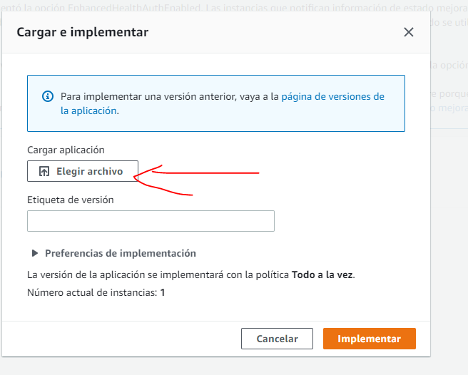 entó la opción EnhancedHealthAuthEnabled. Las instancias que notifican información de estado mejora
Cargar e implementar
Para implementar una versión anterior, vaya a la página de versiones de
la aplicación.
Cargar aplicación
Elegir archivo
Etiqueta de versión
Preferencias de implementación
La versión de la aplicación se implementará con la política Todo a la vez.
Número actual de instancias: 1
Cancelar
Implementar